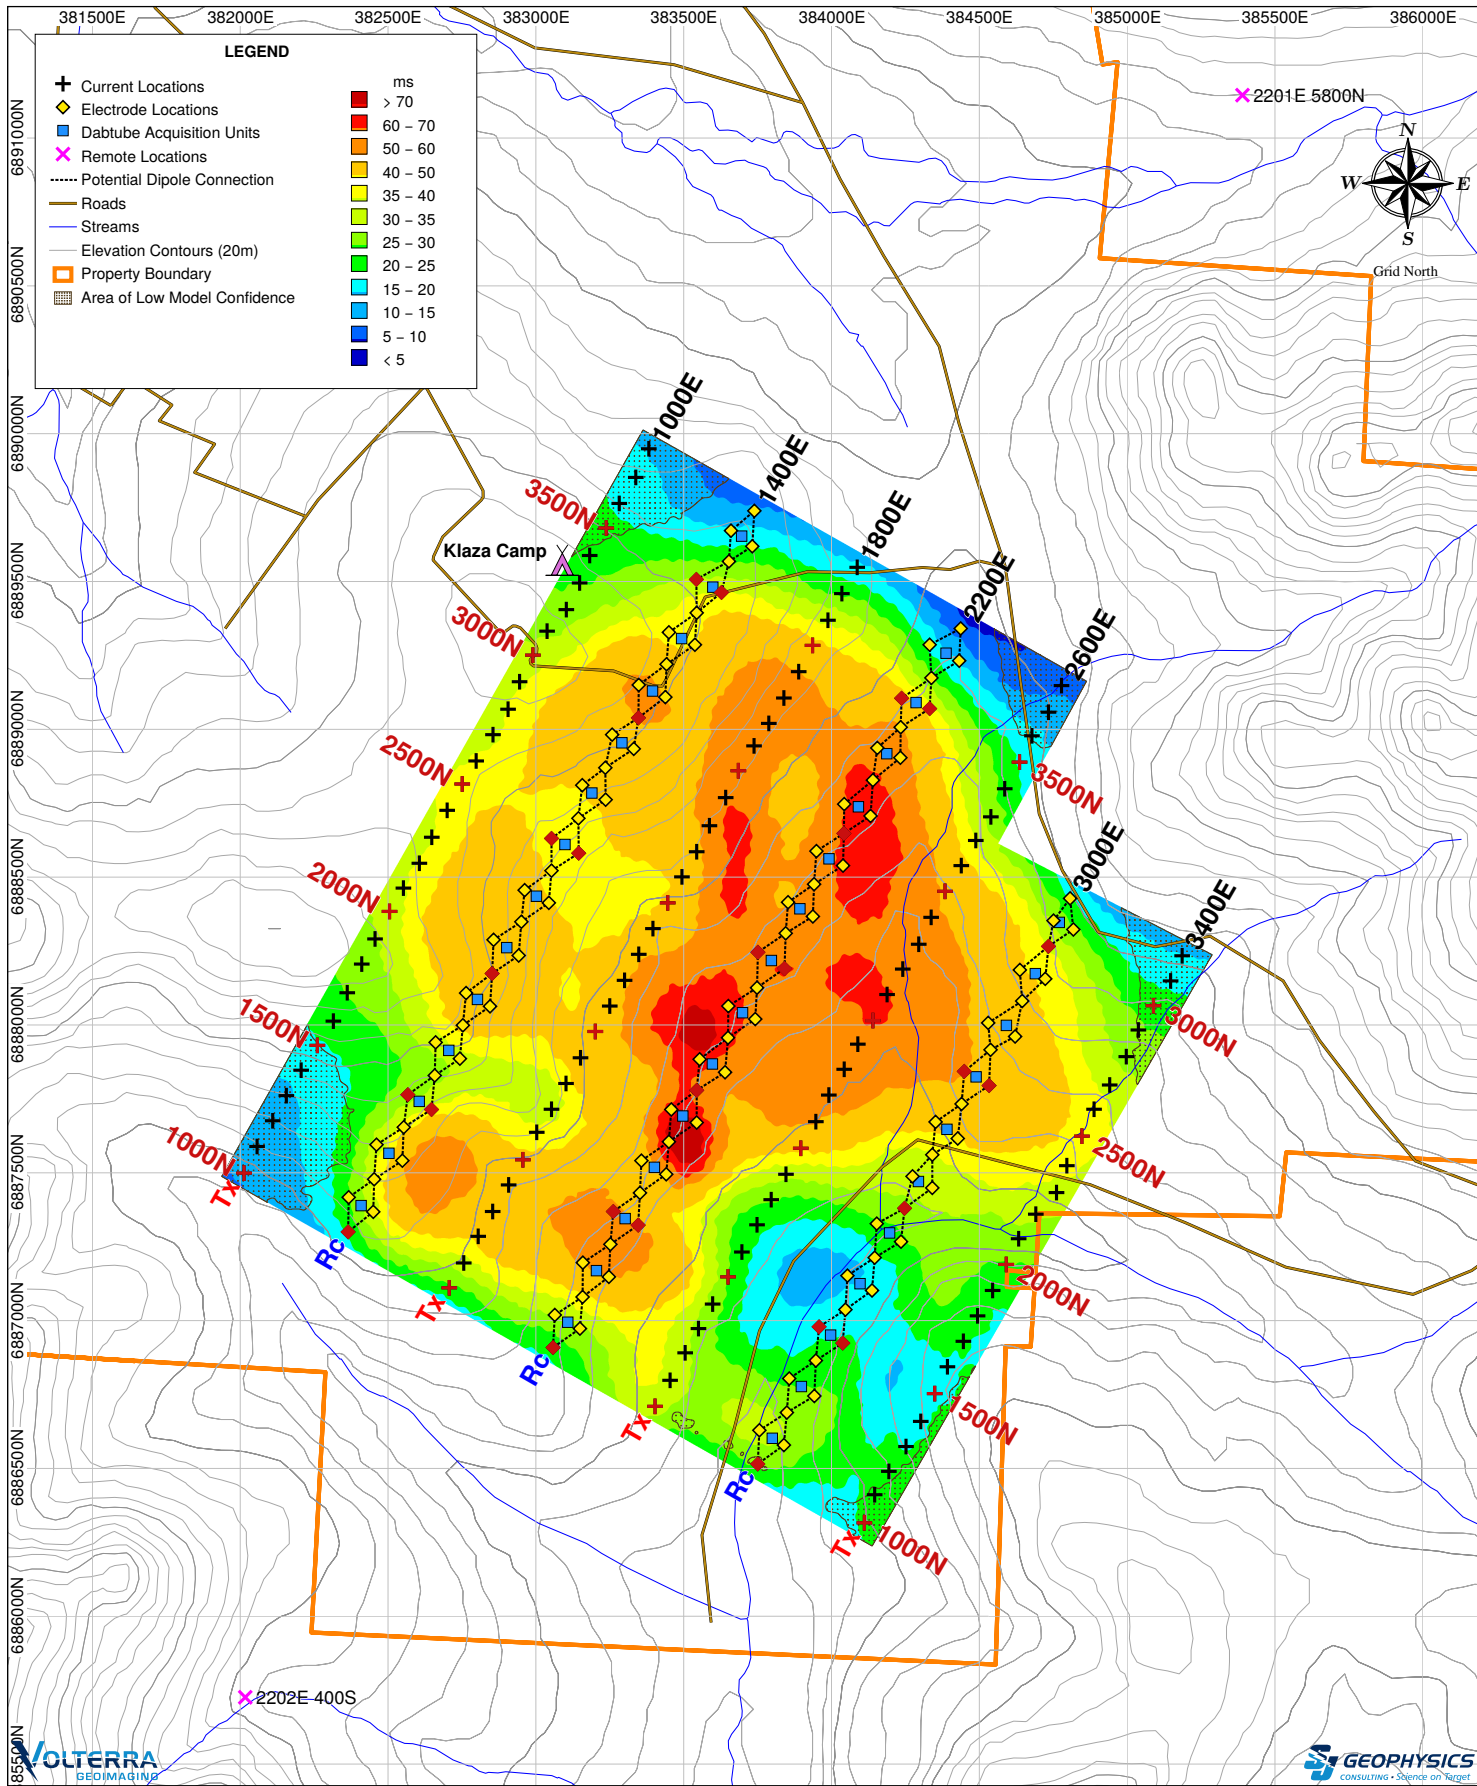 381500E 382000E 382500E 383000E 383500E 384000E 384500E 385000E 385500E 386000E
LEGEND
Current Locations
Electrode Locations
Dabtube Acquisition Units
Remote Locations
Potential Dipole Connection
Roads
Streams
Elevation Contours (20m)
Property Boundary
Area of Low Model Confidence
ms
> 70
60 – 70
50 – 60
40 – 50
35 – 40
30 – 35
25 – 30
20 – 25
15 – 20
10 – 15
5 – 10
< 5
2201E 5800N
N
W
E
S
Grid North
6891000N
6890500N
6890000N
6889500N
6889000N
6888500N
6888000N
6887500N
6887000N
6886500N
6886000N
885500N
1000E
1400E
1800E
2200E
2600E
3000E
3400E
3500N
Klaza Camp
3000N
2500N
2000N
1500N
1000N
3500N
3000N
2500N
2000N
1500N
1000N
Tx
Rc
Tx
Rc
Tx
Rc
Tx
2202E 400S
VOLTERRA
GEOIMAGING
GEOPHYSICS
CONSULTING • Science on Target